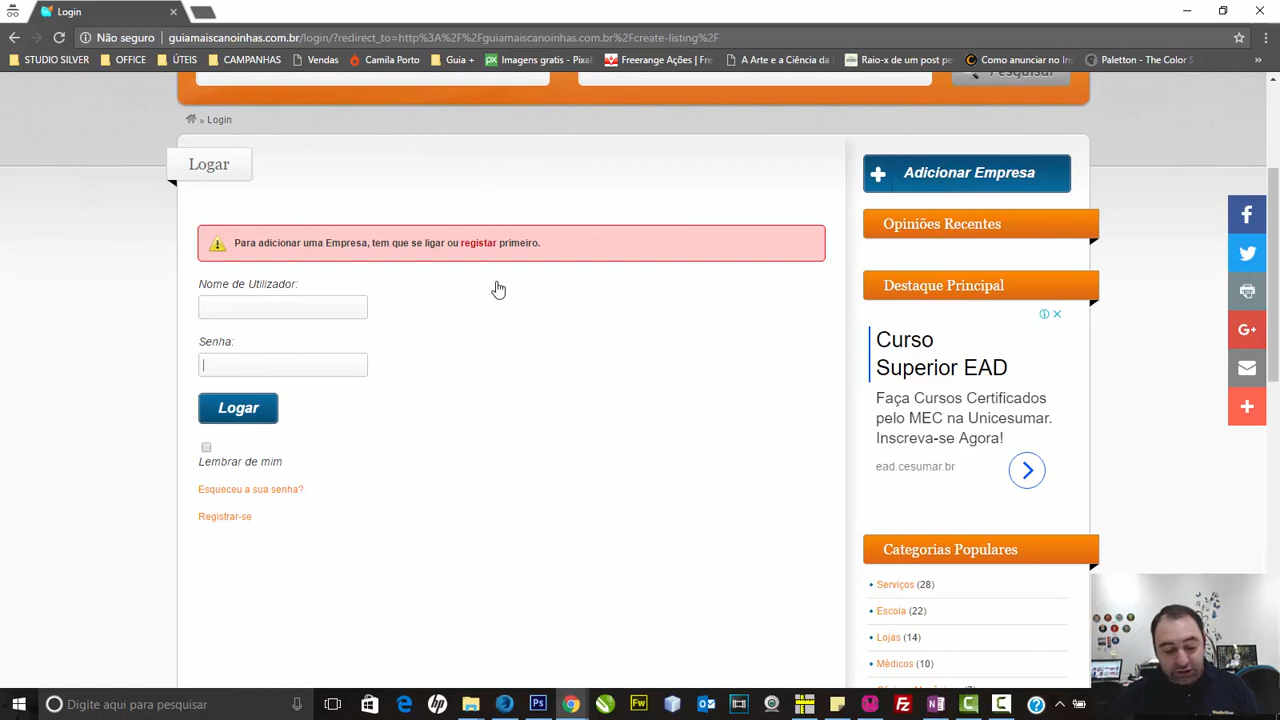 Login
Não seguro
guiamaiscanoinhas.com.br/login/?redirect_to=http%3A%2F%2Fguiamaiscanoinhas.com.br%2Fcreate-listing%2F
STUDIO SILVER
OFFICE
ÚTEIS
CAMPANHAS
Vendas
Camila Porto
Guia +
Imagens gratis - Pixab
Freerange Ações | Fre
A Arte e a Ciência da
Raio-x de um post pe
Como anunciar no Ins
Paletton - The Color S
Pesquisar
» Login
Logar
Para adicionar uma Empresa, tem que se ligar ou registar primeiro.
Nome de Utilizador:
Senha:
Logar
Lembrar de mim
Esqueceu a sua senha?
Registrar-se
Adicionar Empresa
Opiniões Recentes
Destaque Principal
Curso
Superior EAD
Faça Cursos Certificados
pelo MEC na Unicesumar.
Inscreva-se Agora!
ead.cesumar.br
Categorias Populares
Serviços (28)
Escola (22)
Lojas (14)
Médicos (10)
Digite aqui para pesquisar